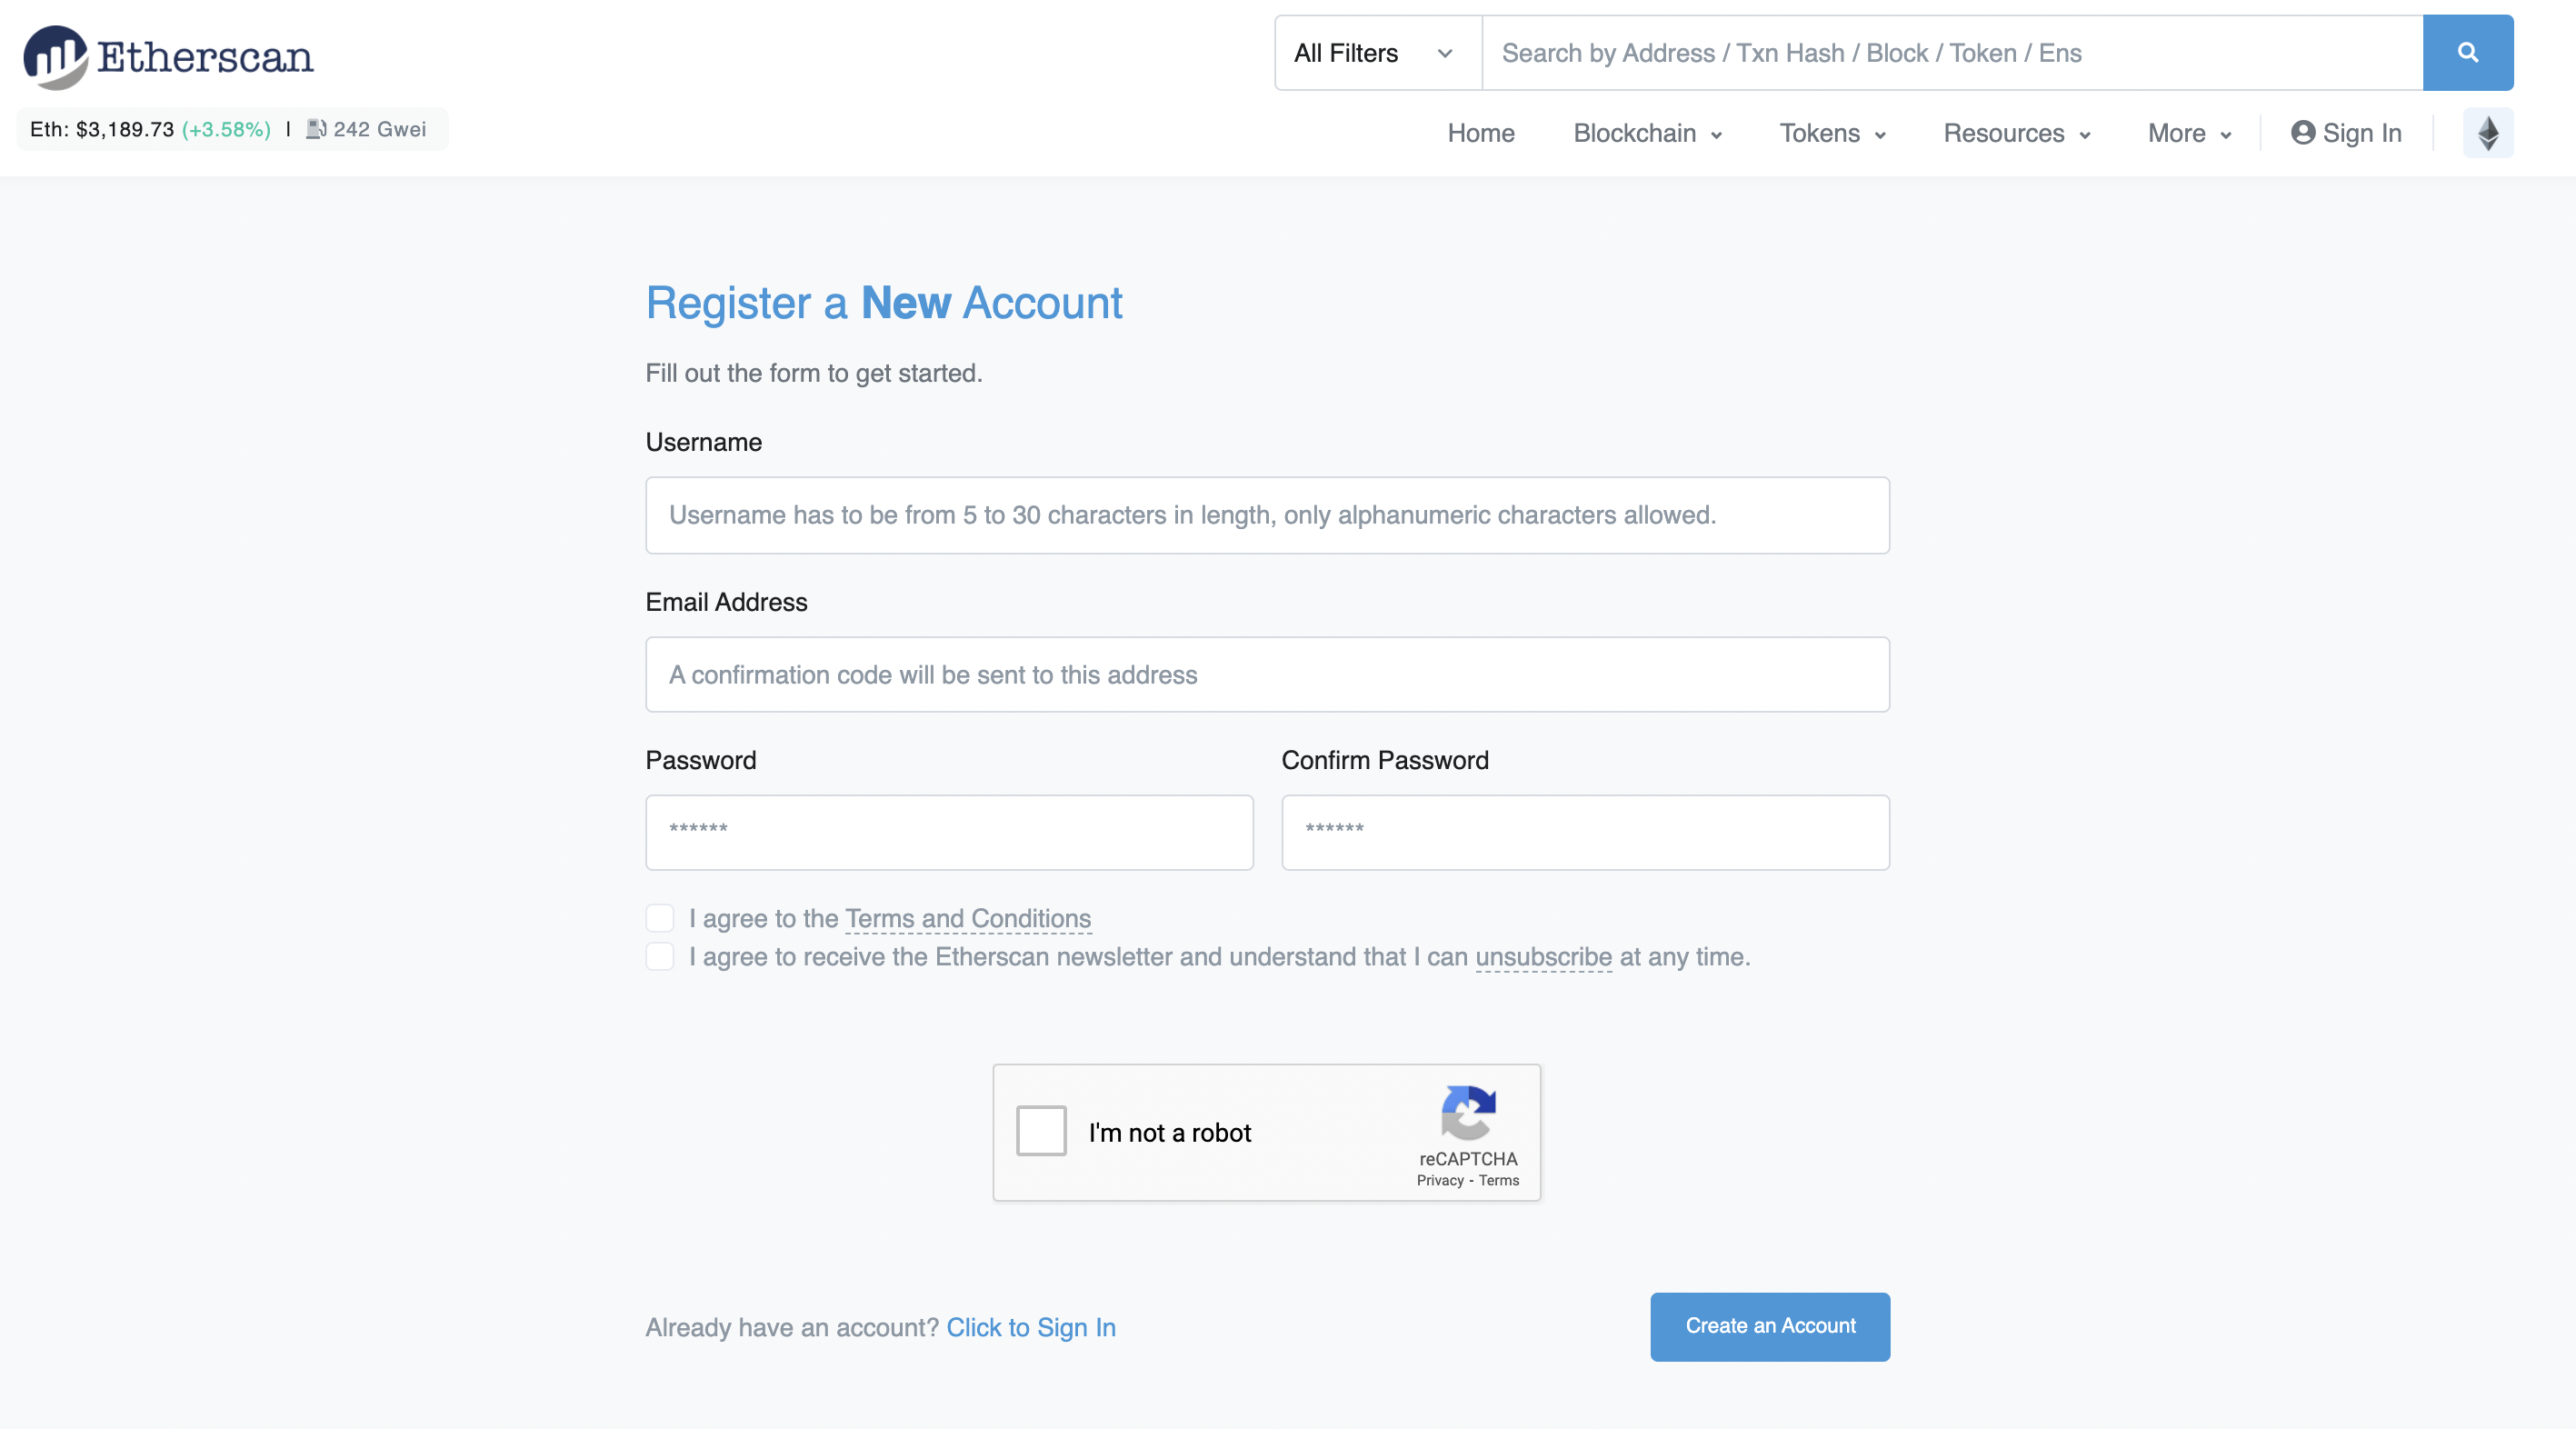 Etherscan
All Filters
Search by Address / Txn Hash / Block / Token / Ens
Eth: $3,189.73 (+3.58%) | 242 Gwei
Home Blockchain Tokens Resources More Sign In
Register a New Account
Fill out the form to get started.
Username
Username has to be from 5 to 30 characters in length, only alphanumeric characters allowed.
Email Address
A confirmation code will be sent to this address
Password
Confirm Password
******
******
I agree to the Terms and Conditions
I agree to receive the Etherscan newsletter and understand that I can unsubscribe at any time.
I'm not a robot
reCAPTCHA
Privacy - Terms
Already have an account? Click to Sign In
Create an Account